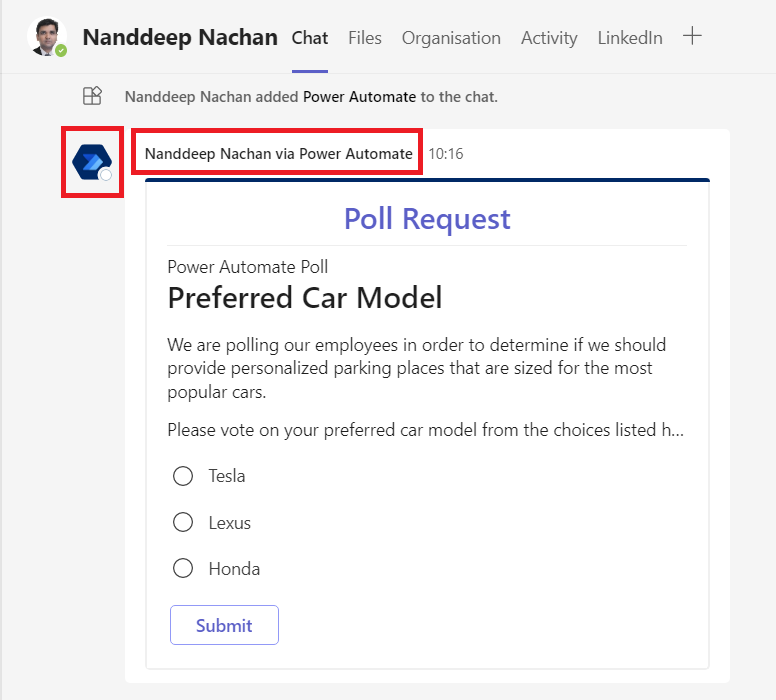 Nanddeep Nachan Chat Files Organisation Activity LinkedIn
Nanddeep Nachan added Power Automate to the chat.
Nanddeep Nachan via Power Automate 10:16
Poll Request
Power Automate Poll
Preferred Car Model
We are polling our employees in order to determine if we should
provide personalized parking places that are sized for the most
popular cars.
Please vote on your preferred car model from the choices listed h...
Tesla
Lexus
Honda
Submit